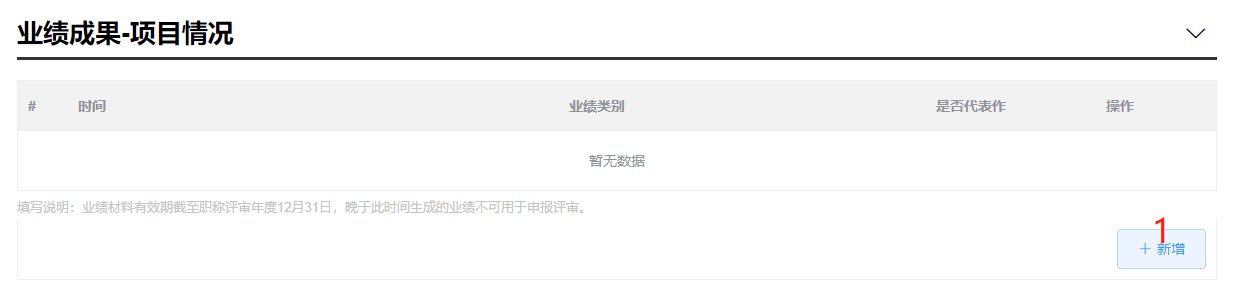 业绩成果-项目情况
# 时间 业绩类别 是否代表作 操作
暂无数据
填写说明：业绩材料有效期截至职称评审年度12月31日，晚于此时间生成的业绩不可用于申报评审。
1
+ 新增